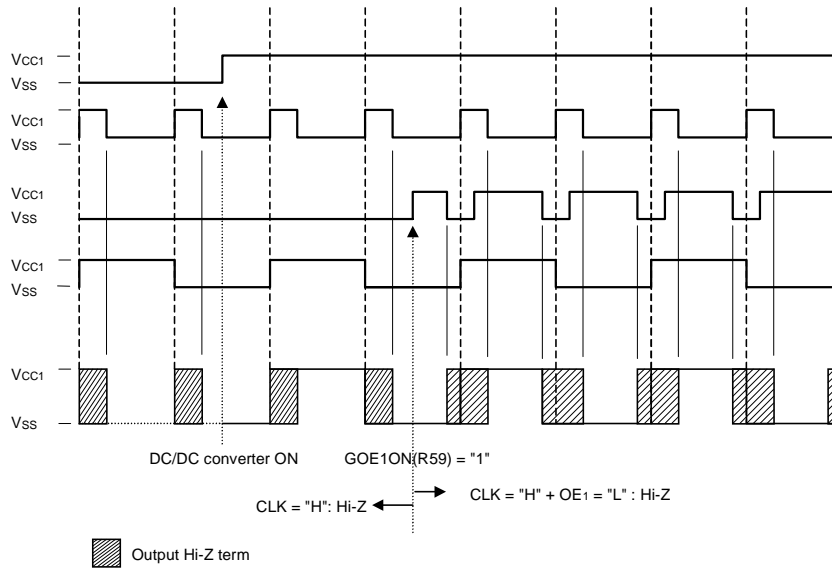 VCC1
VSS
VCC1
VSS
VCC1
VSS
VCC1
VSS
VCC1
VSS
DC/DC converter ON
GOE1ON(R59) = "1"
CLK = "H": Hi-Z
CLK = "H" + OE1 = "L" : Hi-Z
Output Hi-Z term